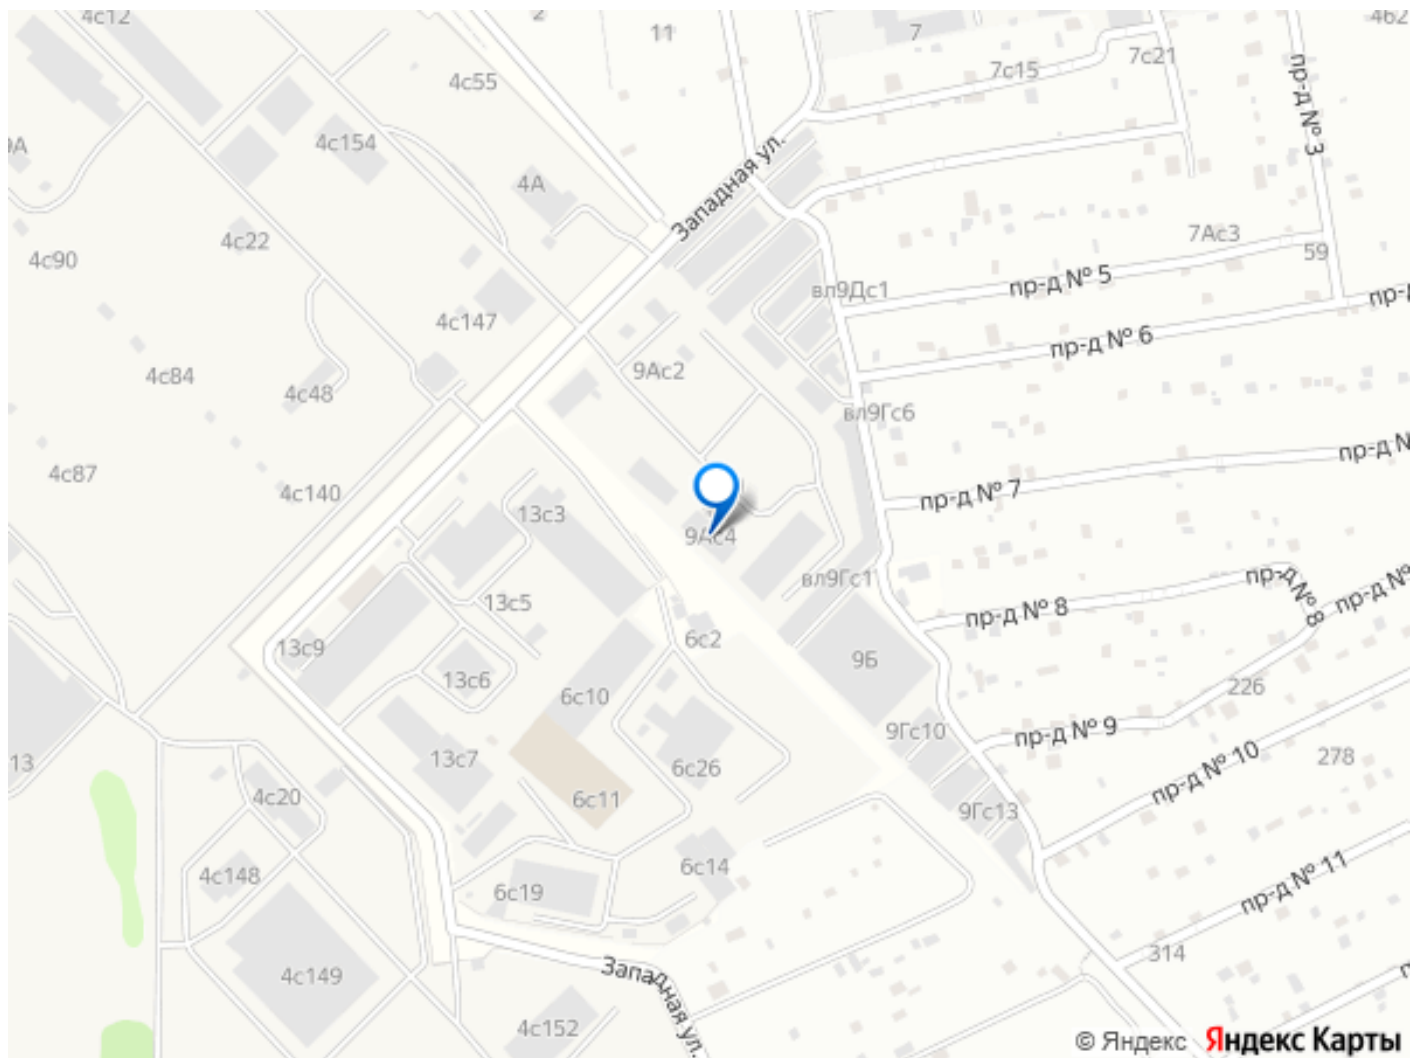 4с12
2
11
7
462
4с55
7с15
7с21
пр-д № 3
9А
4с154
4А
Западная ул.
4с22
7Ас3
59
4с90
пр-д № 5
вл9Дс1
4с147
пр-д № 6
9Ас2
4с84
4с48
вл9Гс6
4с87
4с140
пр-д № 7
13с3
9Ас4
вл9Гс1
пр-д № 8
13с5
пр-д № 8
6с2
13с9
9Б
13с6
226
6с10
9Гс10
пр-д № 9
13с7
13
6с26
пр-д № 10
278
4с20
6с11
9Гс13
4с148
6с19
6с14
пр-д № 11
314
4с149
Западная ул.
4с152
© Яндекс Яндекс Карты